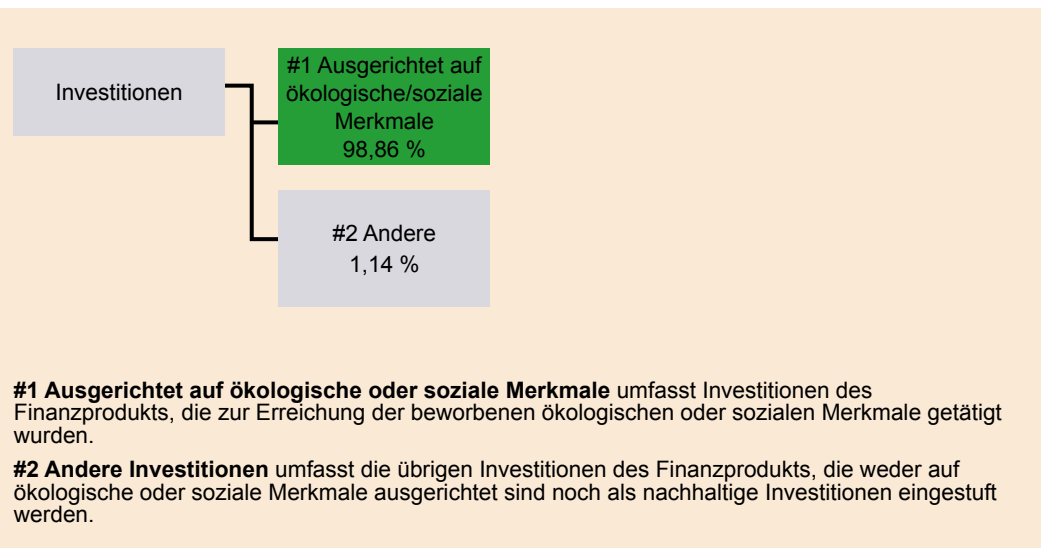 Investitionen
#1 Ausgerichtet auf
ökologische/soziale
Merkmale
98,86 %
#2 Andere
1,14 %
#1 Ausgerichtet auf ökologische oder soziale Merkmale umfasst Investitionen des
Finanzprodukts, die zur Erreichung der beworbenen ökologischen oder sozialen Merkmale getätigt
wurden.
#2 Andere Investitionen umfasst die übrigen Investitionen des Finanzprodukts, die weder auf
ökologische oder soziale Merkmale ausgerichtet sind noch als nachhaltige Investitionen eingestuft
werden.